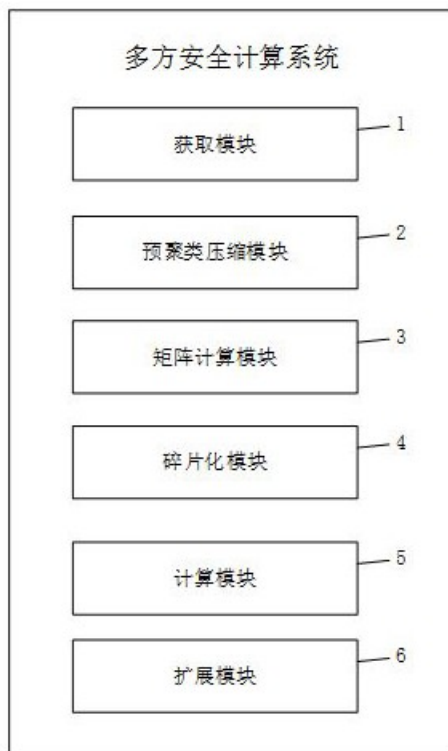 多方安全计算系统
获取模块
1
预聚类压缩模块
2
矩阵计算模块
3
碎片化模块
4
计算模块
5
扩展模块
6